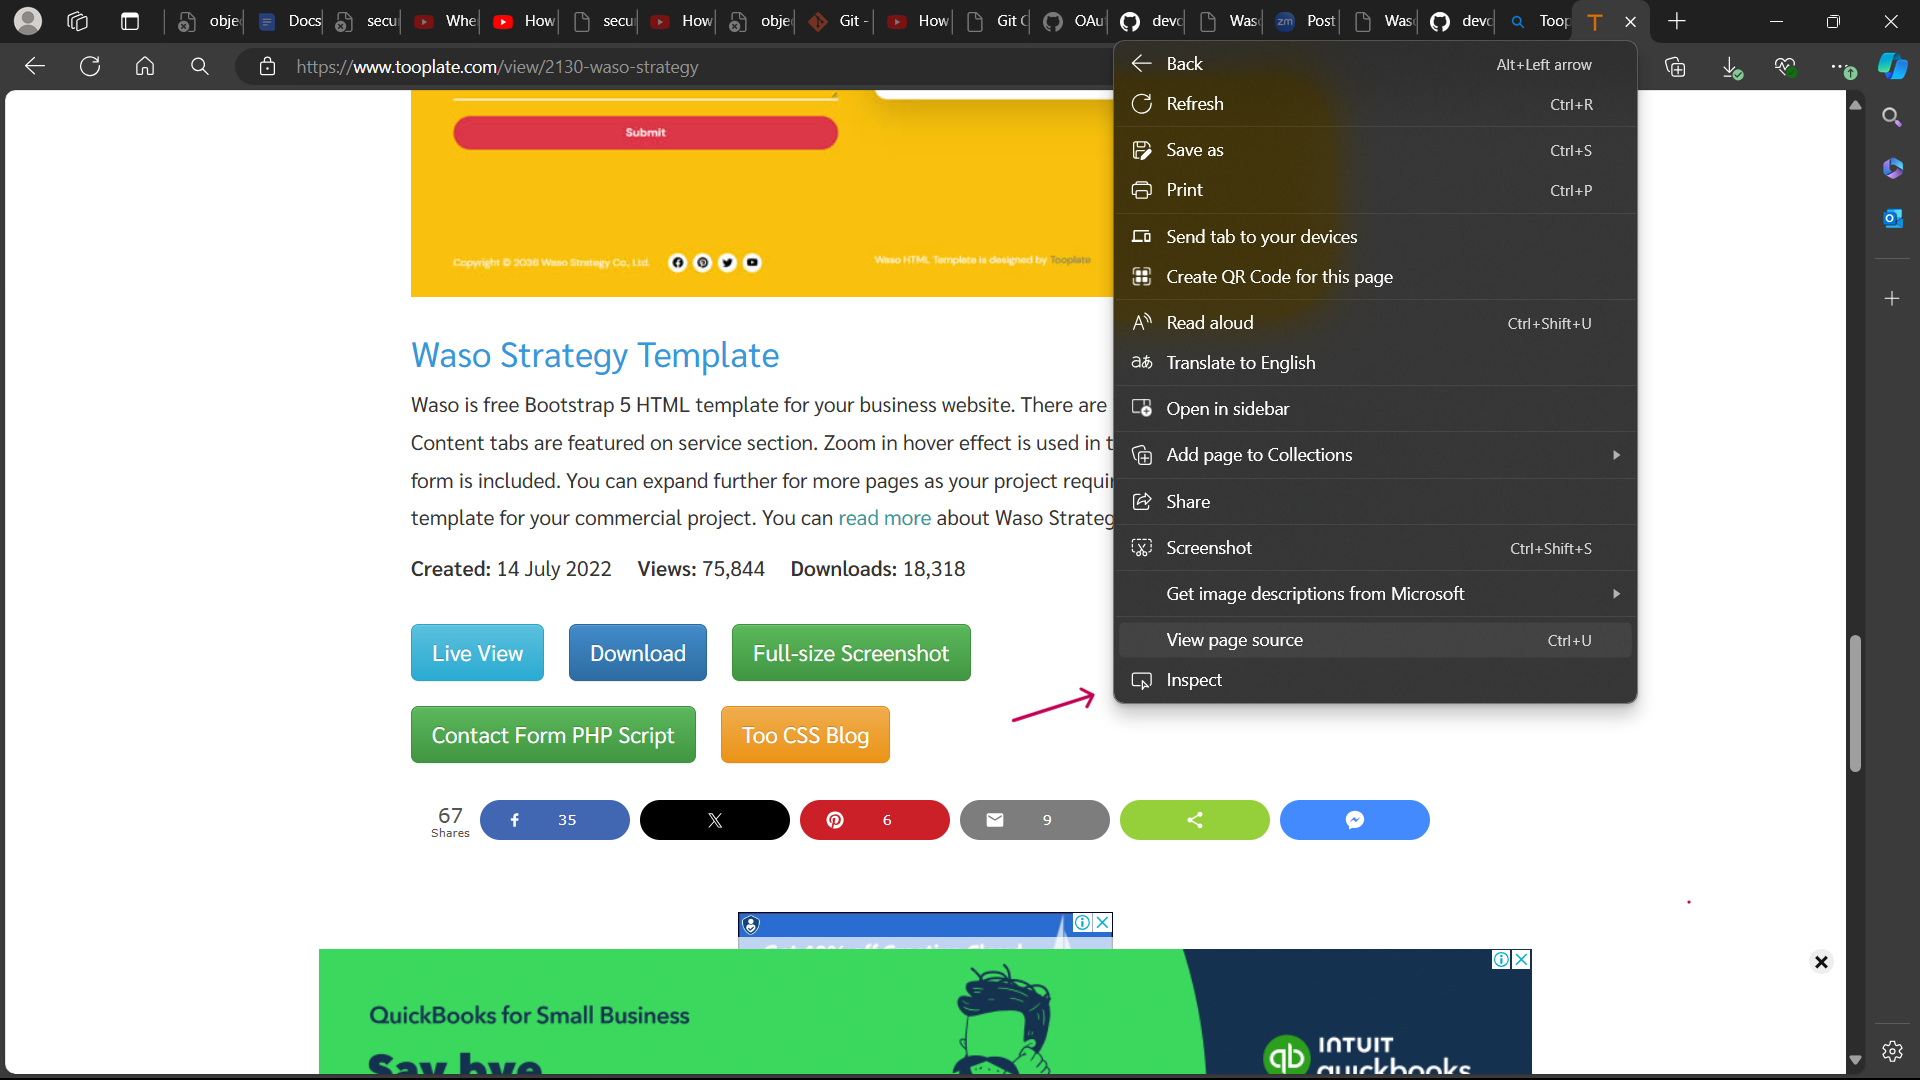 obje
Docs
secu
Whe
How
secu
How
obje
Git -
How
Git C
OAu
devc
Wase
zm
Post
Wase
devc
Toop
T
https://www.tooplate.com/view/2130-waso-strategy
Submit
Copyright © 2036 Waso Strategy Co., Ltd.
Waso HTML Template is designed by Tooplate
Waso Strategy Template
Waso is free Bootstrap 5 HTML template for your business website. There are
Content tabs are featured on service section. Zoom in hover effect is used in t
form is included. You can expand further for more pages as your project requir
template for your commercial project. You can read more about Waso Strateg
Created: 14 July 2022 Views: 75,844 Downloads: 18,318
Live View
Download
Full-size Screenshot
Contact Form PHP Script
Too CSS Blog
67
Shares
35
6
9
Back Alt+Left arrow
Refresh Ctrl+R
Save as Ctrl+S
Print Ctrl+P
Send tab to your devices
Create QR Code for this page
Read aloud Ctrl+Shift+U
Translate to English
Open in sidebar
Add page to Collections
Share
Screenshot Ctrl+Shift+S
Get image descriptions from Microsoft
View page source Ctrl+U
Inspect
QuickBooks for Small Business
Say bye
qb
INTUIT
quickbooks